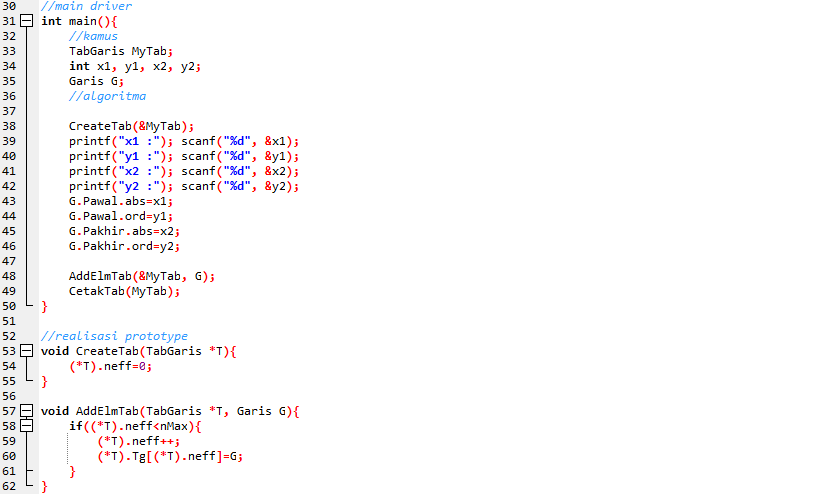 30 //main driver
31 int main(){
32 //kamus
33 TabGaris MyTab;
34 int x1, y1, x2, y2;
35 Garis G;
36 //algoritma
37
38 CreateTab(&MyTab);
39 printf("x1 :"); scanf("%d", &x1);
40 printf("y1 :"); scanf("%d", &y1);
41 printf("x2 :"); scanf("%d", &x2);
42 printf("y2 :"); scanf("%d", &y2);
43 G.Pawal.abs=x1;
44 G.Pawal.ord=y1;
45 G.Pakhir.abs=x2;
46 G.Pakhir.ord=y2;
47
48 AddElmTab(&MyTab, G);
49 CetakTab(MyTab);
50 }
51
52 //realisasi prototype
53 void CreateTab(TabGaris *T){
54 (*T).neff=0;
55 }
56
57 void AddElmTab(TabGaris *T, Garis G){
58 if((*T).neff<nMax){
59 (*T).neff++;
60 (*T).Tg[(*T).neff]=G;
61 }
62 }